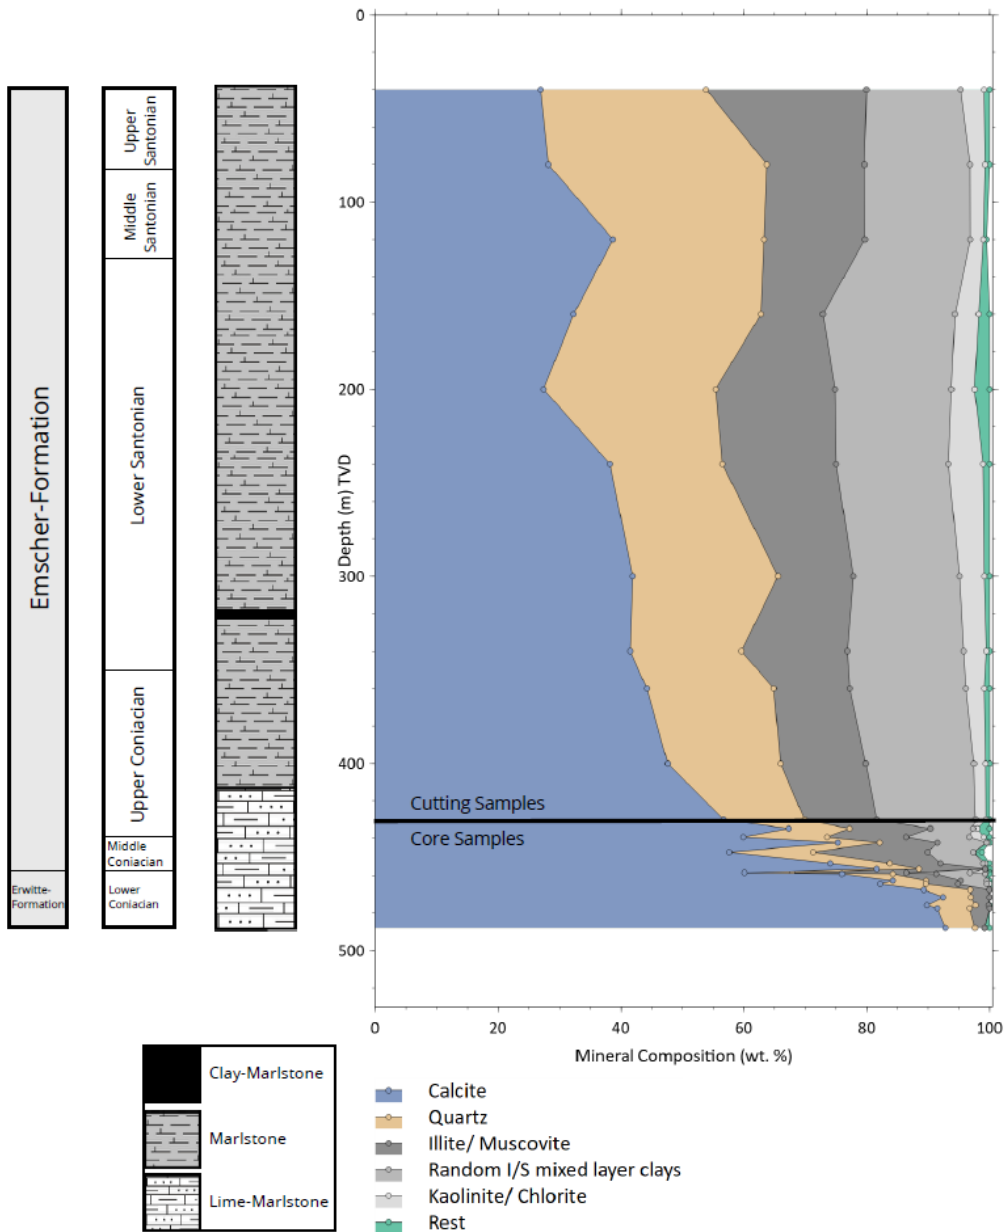 0
100
200
300
400
500
Depth (m) TVD
Emscher-Formation
Erwitte-
Formation
Upper
Santonian
Middle
Santonian
Lower Santonian
Upper Coniacian
Middle
Coniacian
Lower
Coniacian
Cutting Samples
Core Samples
0
20
40
60
80
100
Mineral Composition (wt. %)
Clay-Marlstone
Marlstone
Lime-Marlstone
Calcite
Quartz
Illite/ Muscovite
Random I/S mixed layer clays
Kaolinite/ Chlorite
Rest